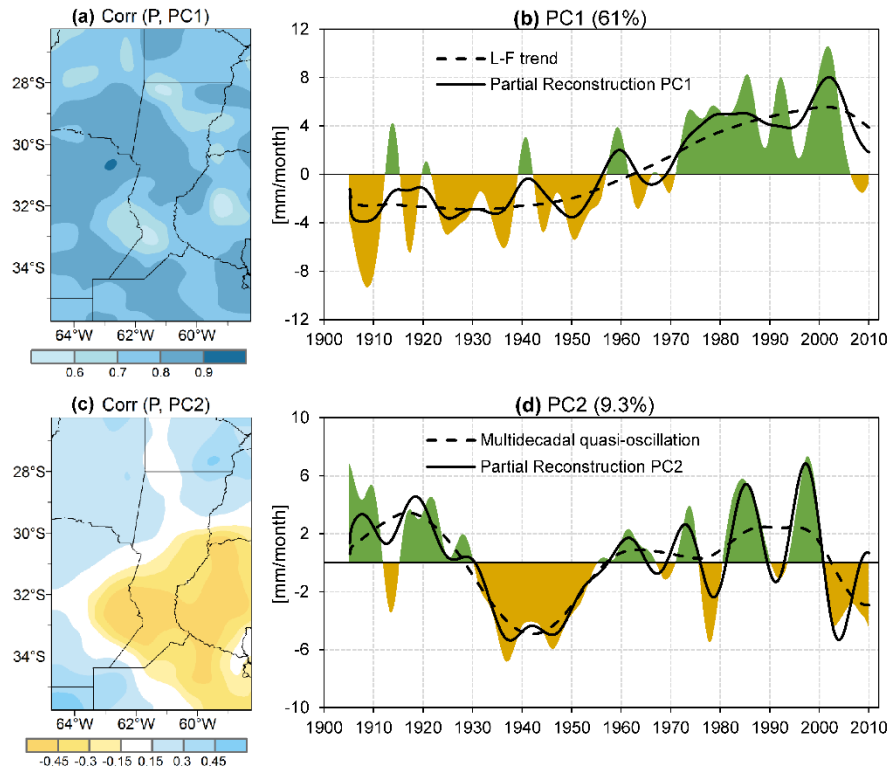 (a) Corr (P, PC1)
28°S
30°S
32°S
34°S
64°W 62°W 60°W
0.6 0.7 0.8 0.9
(b) PC1 (61%)
[mm/month]
12
8
4
0
-4
-8
-12
L-F trend
Partial Reconstruction PC1
1900 1910 1920 1930 1940 1950 1960 1970 1980 1990 2000 2010
(c) Corr (P, PC2)
28°S
30°S
32°S
34°S
64°W 62°W 60°W
-0.45 -0.3 -0.15 0.15 0.3 0.45
(d) PC2 (9.3%)
[mm/month]
10
6
2
-2
-6
-10
Multidecadal quasi-oscillation
Partial Reconstruction PC2
1900 1910 1920 1930 1940 1950 1960 1970 1980 1990 2000 2010